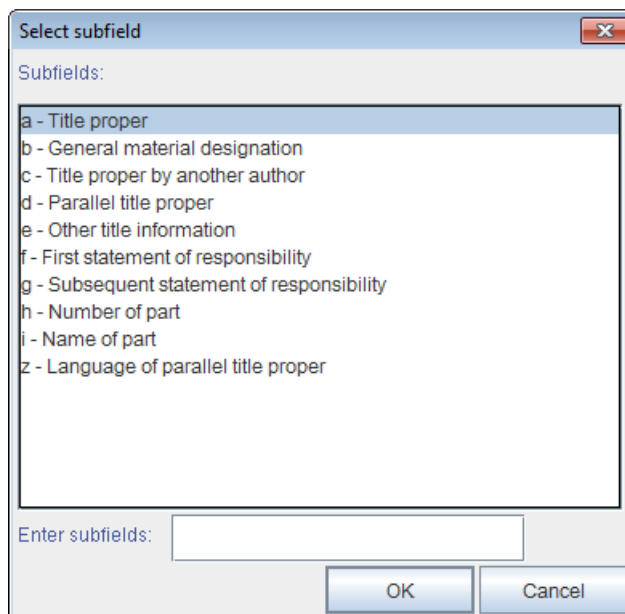 Select subfield
Subfields:
a - Title proper
b - General material designation
c - Title proper by another author
d - Parallel title proper
e - Other title information
f - First statement of responsibility
g - Subsequent statement of responsibility
h - Number of part
i - Name of part
z - Language of parallel title proper
Enter subfields:
OK Cancel